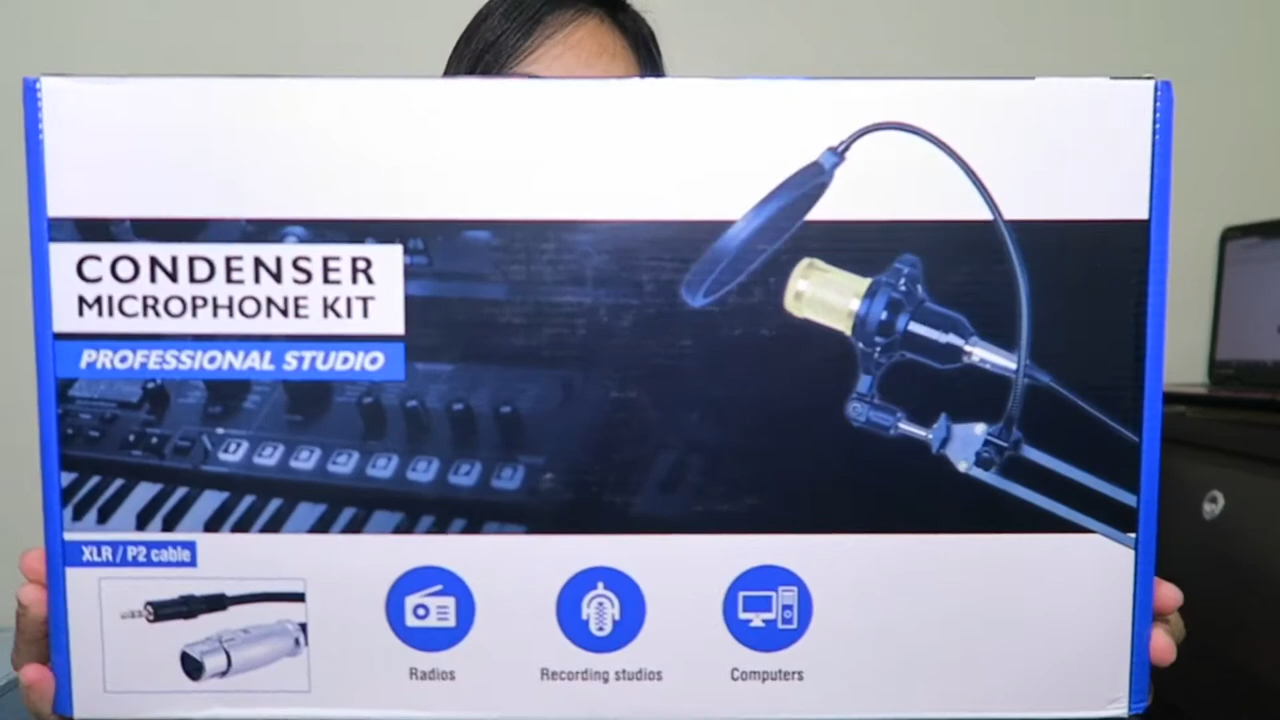 CONDENSER
MICROPHONE KIT
PROFESSIONAL STUDIO
XLR / P2 cable
Radios
Recording studios
Computers